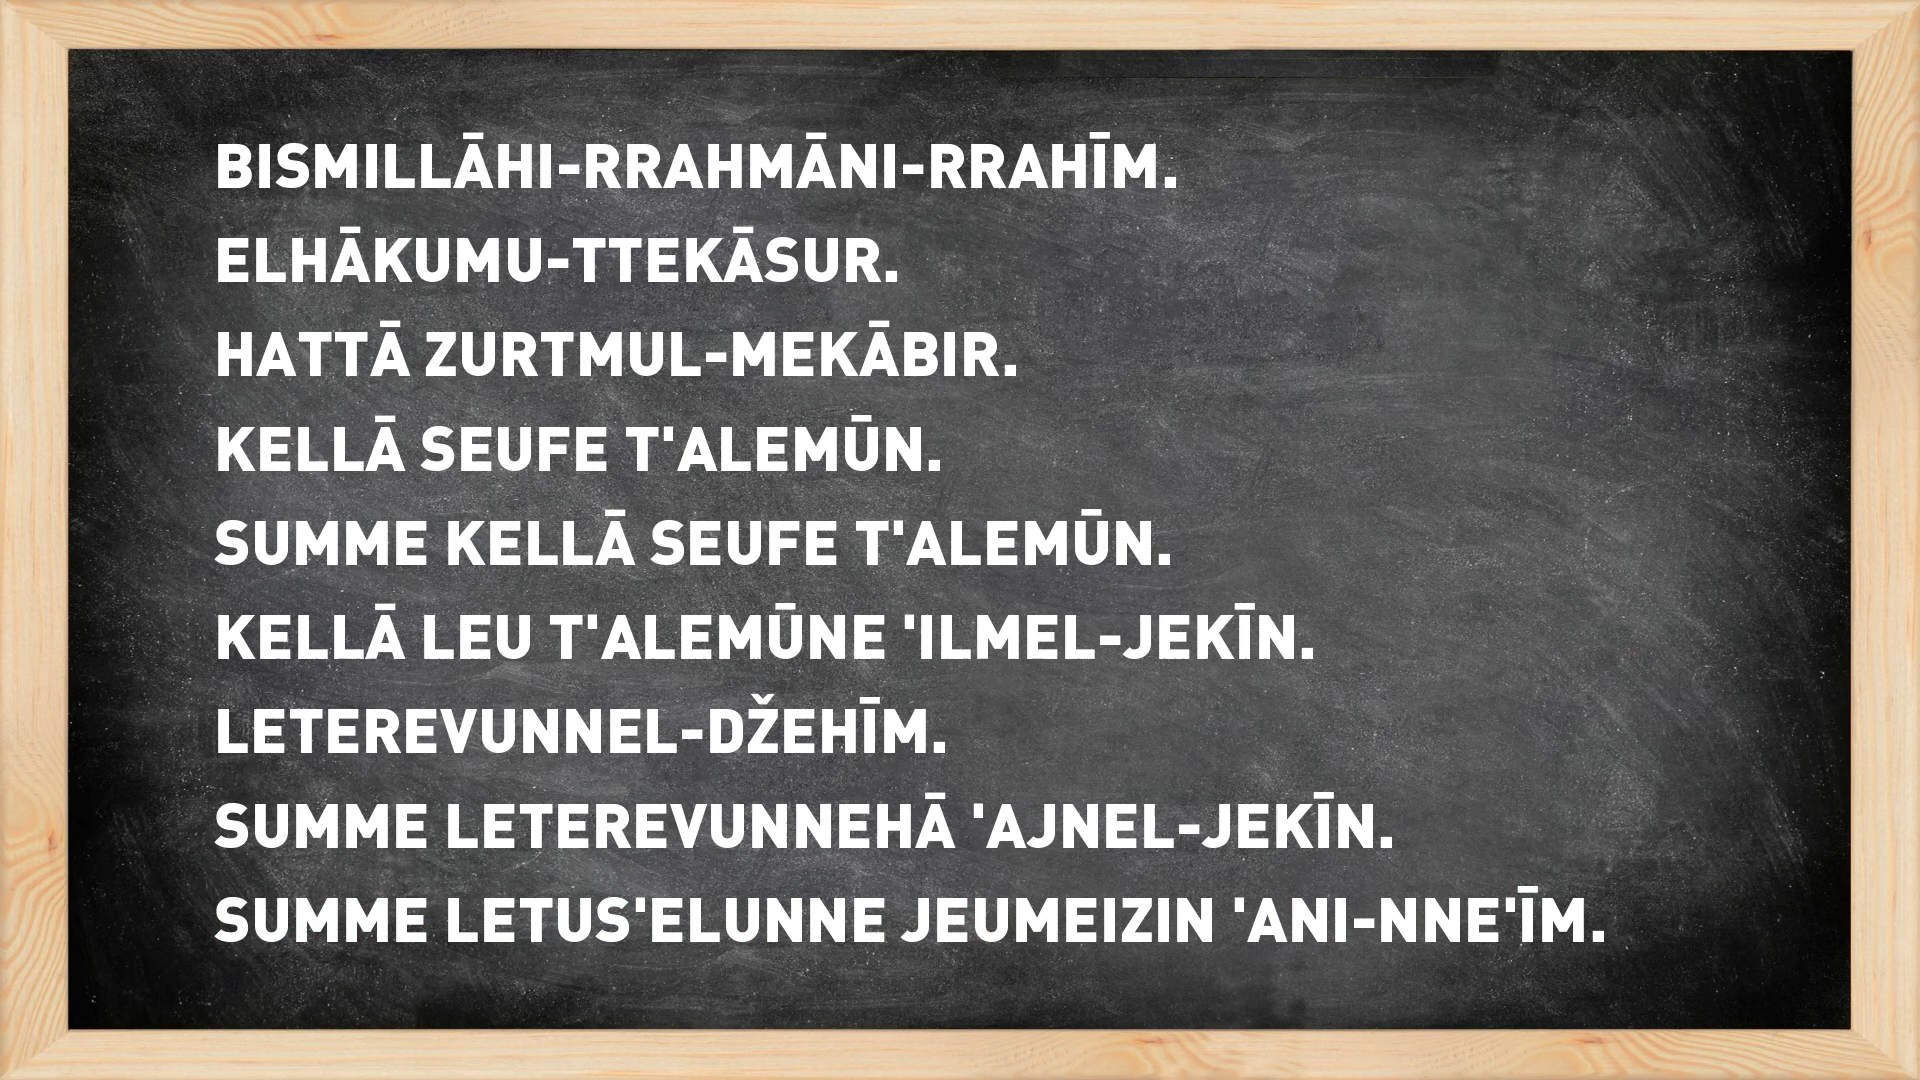 BISMILLĀHI-RRAHMĀNI-RRAHĪM.
ELHĀKUMU-TTEKĀSUR.
HATTĀ ZURTMUL-MEKĀBIR.
KELLĀ SEUFE T'ALEMŪN.
SUMME KELLĀ SEUFE T'ALEMŪN.
KELLĀ LEU T'ALEMŪNE 'ILMEL-JEKĪN.
LETEREVUNNEL-DŽEHĪM.
SUMME LETEREVUNNEHĀ 'AJNEL-JEKĪN.
SUMME LETUS'ELUNNE JEUMEIZIN 'ANI-NNE'ĪM.